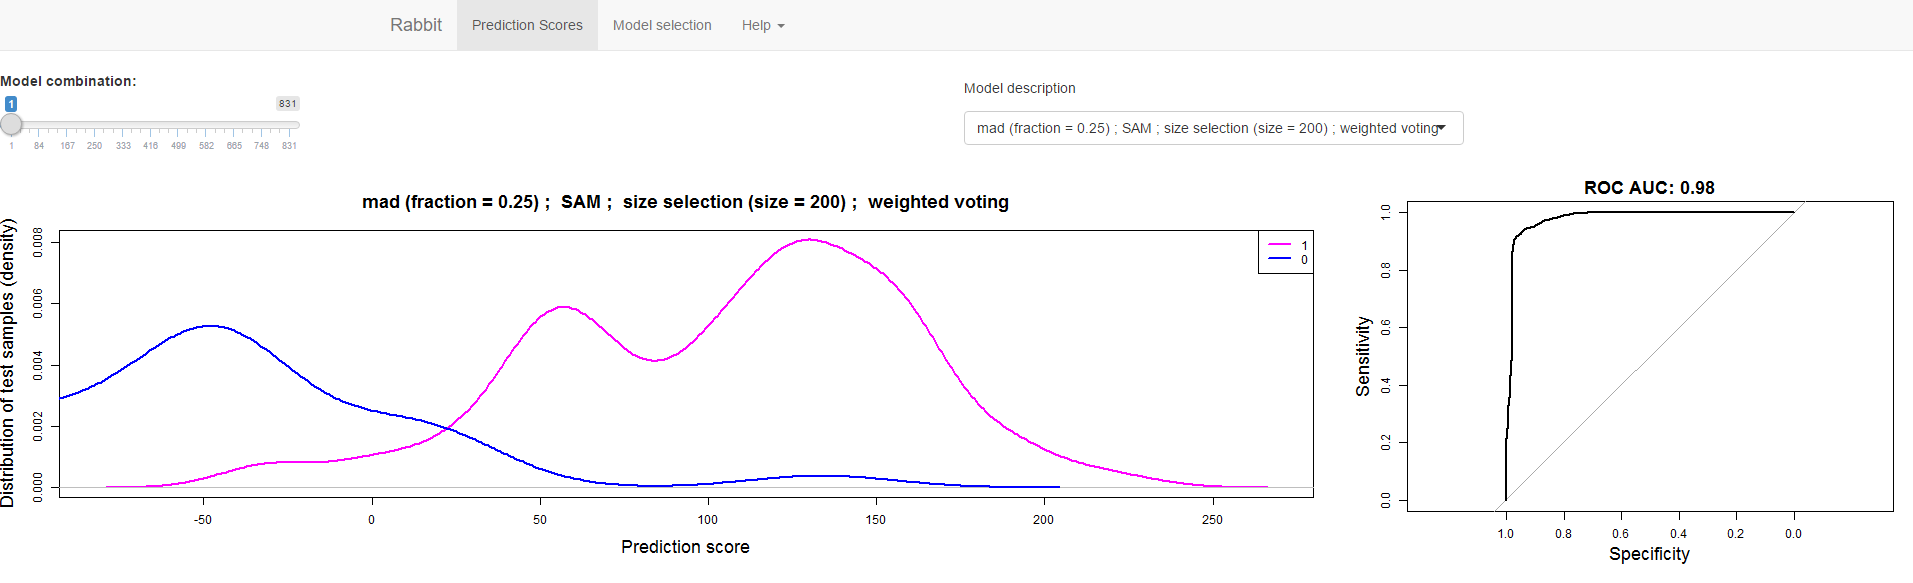 Rabbit Prediction Scores Model selection Help
Model combination:
1 831
1 84 167 250 333 416 499 582 665 748 831
Model description
mad (fraction = 0.25) ; SAM ; size selection (size = 200) ; weighted voting
mad (fraction = 0.25) ; SAM ; size selection (size = 200) ; weighted voting
Distribution of test samples (density)
0.008
0.006
0.004
0.002
0.000
1
0
-50 0 50 100 150 200 250
Prediction score
ROC AUC: 0.98
Sensitivity
1.0
0.8
0.6
0.4
0.2
0.0
1.0 0.8 0.6 0.4 0.2 0.0
Specificity